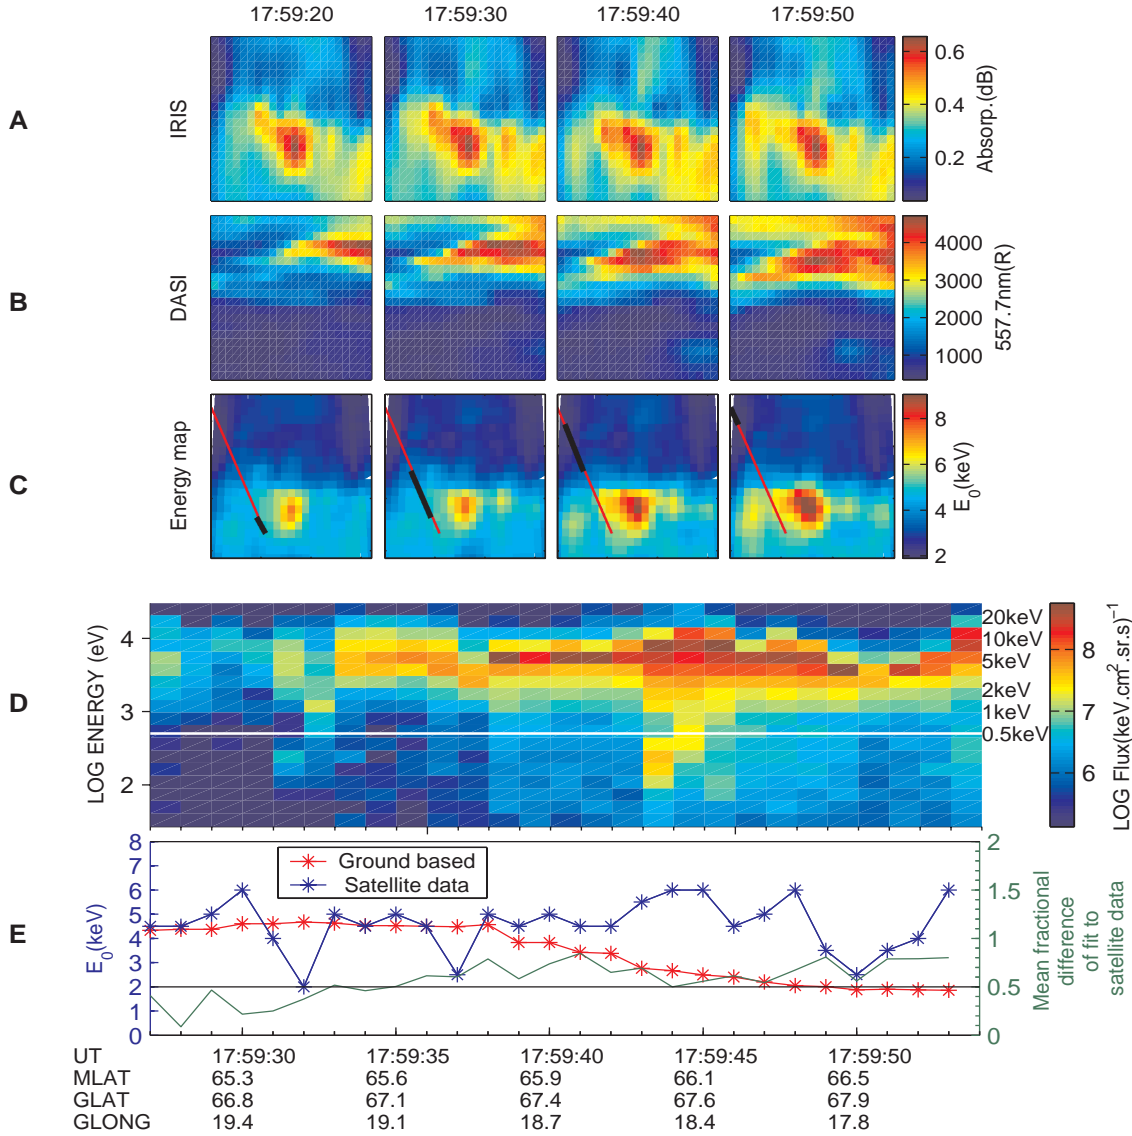 17:59:20 17:59:30 17:59:40 17:59:50
A
IRIS
0.6
0.4
0.2
Absorp.(dB)
B
DASI
4000
3000
2000
1000
557.7nm(R)
C
Energy map
8
6
4
2
E0(keV)
D
LOG ENERGY (eV)
4
3
2
20keV
10keV
5keV
2keV
1keV
0.5keV
8
7
6
LOG Flux(keV.cm2.sr.s)−1
E
E0(keV)
8
7
6
5
4
3
2
1
0
Ground based
Satellite data
2
1.5
1
0.5
0
Mean fractional
difference
of fit to
satellite data
UT 17:59:30 17:59:35 17:59:40 17:59:45 17:59:50
MLAT 65.3 65.6 65.9 66.1 66.5
GLAT 66.8 67.1 67.4 67.6 67.9
GLONG 19.4 19.1 18.7 18.4 17.8